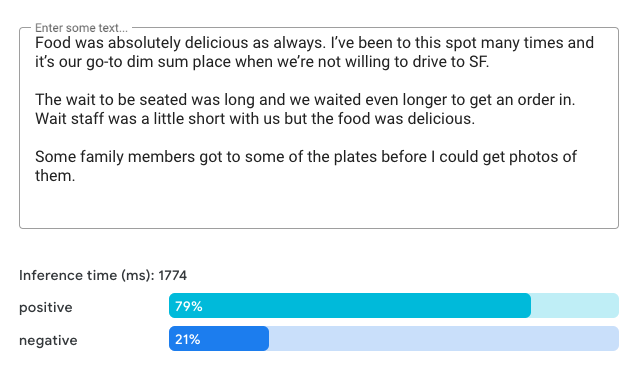 Enter some text...
Food was absolutely delicious as always. I’ve been to this spot many times and
it’s our go-to dim sum place when we’re not willing to drive to SF.
The wait to be seated was long and we waited even longer to get an order in.
Wait staff was a little short with us but the food was delicious.
Some family members got to some of the plates before I could get photos of
them.
Inference time (ms): 1774
positive 79%
negative 21%